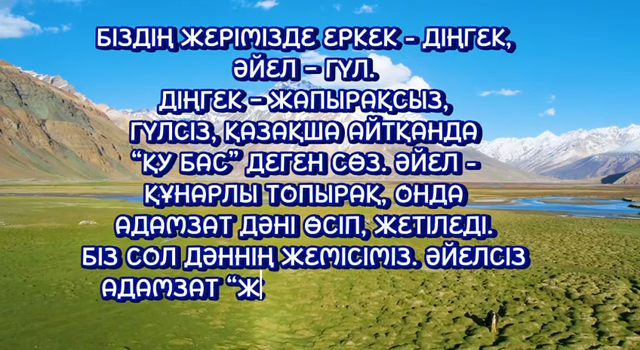 БІЗДІҢ ЖЕРІМІЗДЕ ЕРКЕК - ДІҢГЕК,
ӘЙЕЛ – ГҮЛ.
ДІҢГЕК – ЖАПЫРАҚСЫЗ,
ГҮЛСІЗ, ҚАЗАҚША АЙТҚАНДА
“ҚУ БАС” ДЕГЕН СӨЗ. ӘЙЕЛ -
ҚҰНАРЛЫ ТОПЫРАҚ, ОНДА
АДАМЗАТ ДӘНІ ӨСІП, ЖЕТІЛЕДІ.
БІЗ СОЛ ДӘННІҢ ЖЕМІСІМІЗ. ӘЙЕЛСІЗ
АДАМЗАТ “Ж